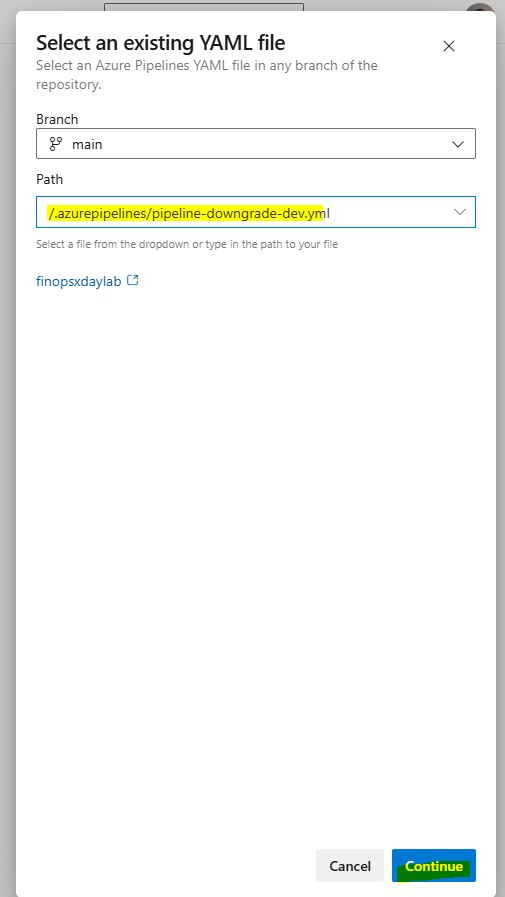 Select an existing YAML file
Select an Azure Pipelines YAML file in any branch of the
repository.
Branch
main
Path
/.azurepipelines/pipeline-downgrade-dev.yml
Select a file from the dropdown or type in the path to your file
finopsxdaylab
Cancel
Continue